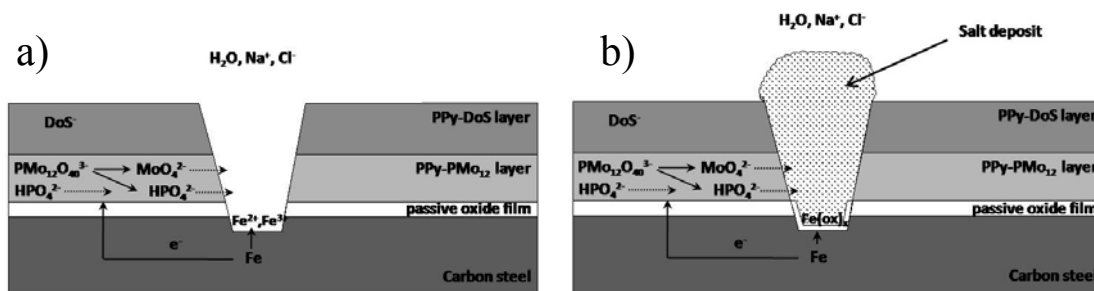 a)
H₂O, Na⁺, Cl⁻
DoS⁻
PPy-DoS layer
PMo₁₂O₄₀³⁻ MoO₄²⁻
PPy-PMo₁₂ layer
HPO₄²⁻ HPO₄²⁻
passive oxide film
Fe²⁺,Fe³
e⁻
Fe
Carbon steel
b)
H₂O, Na⁺, Cl⁻
Salt deposit
DoS⁻
PPy-DoS layer
PMo₁₂O₄₀³⁻ MoO₄²⁻
PPy-PMo₁₂ layer
HPO₄²⁻ HPO₄²⁻
passive oxide film
Fe[ox]ₓ
e⁻
Fe
Carbon steel